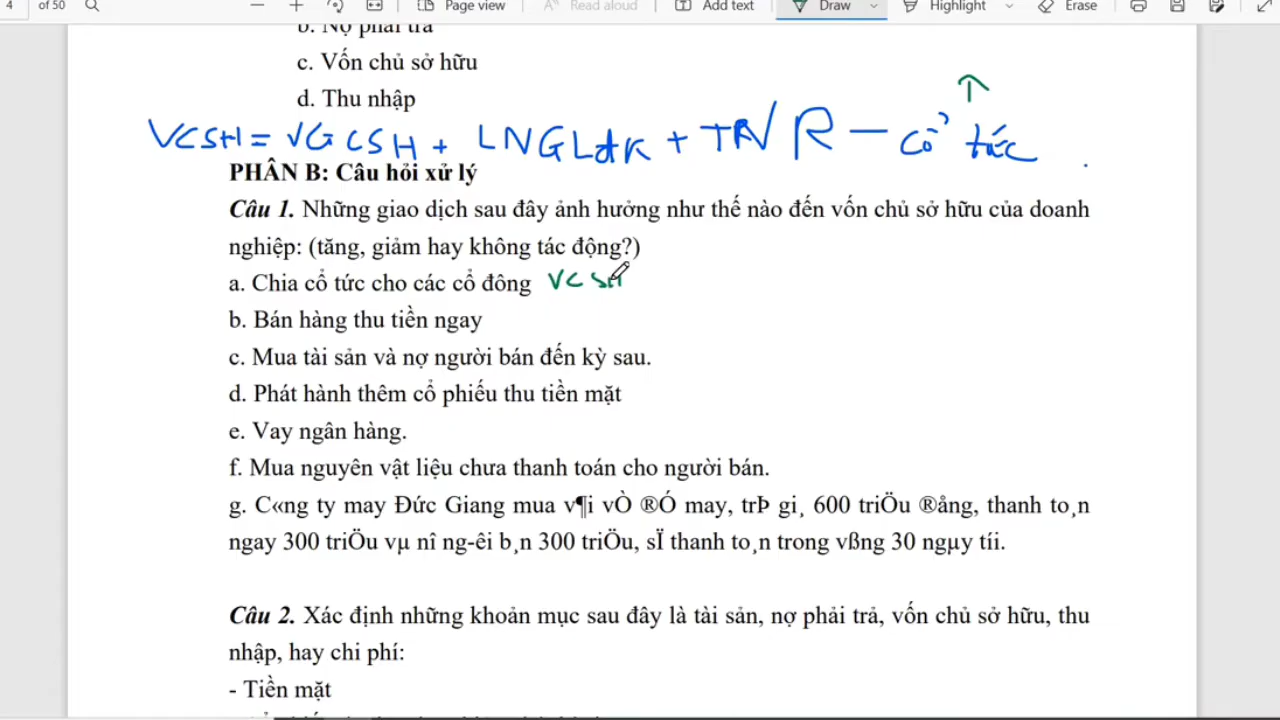 4 of 50 Page view Read aloud Add text Draw Highlight Erase
b. Nợ phải trả
c. Vốn chủ sở hữu
d. Thu nhập
VCSH = VGCSH + LNGLđK + - cổ tức
PHÂN B: Câu hỏi xử lý
Câu 1. Những giao dịch sau đây ảnh hưởng như thế nào đến vốn chủ sở hữu của doanh
nghiệp: (tăng, giảm hay không tác động?)
a. Chia cổ tức cho các cổ đông VCSH
b. Bán hàng thu tiền ngay
c. Mua tài sản và nợ người bán đến kỳ sau.
d. Phát hành thêm cổ phiếu thu tiền mặt
e. Vay ngân hàng.
f. Mua nguyên vật liệu chưa thanh toán cho người bán.
g. C«ng ty may Đức Giang mua v¶i vÒ ®Ó may, trÞ gi¸ 600 triÖu ®ång, thanh to¸n
ngay 300 triÖu vµ nî ng-êi b¸n 300 triÖu, sÏ thanh to¸n trong vßng 30 ngµy tíi.
Câu 2. Xác định những khoản mục sau đây là tài sản, nợ phải trả, vốn chủ sở hữu, thu
nhập, hay chi phí:
- Tiền mặt